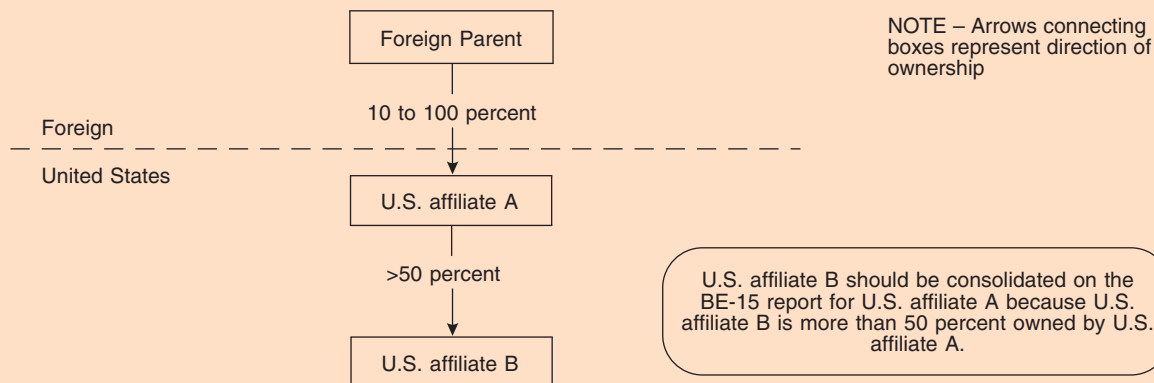 Foreign Parent
NOTE – Arrows connecting
boxes represent direction of
ownership
10 to 100 percent
Foreign
United States
U.S. affiliate A
>50 percent
U.S. affiliate B should be consolidated on the
BE-15 report for U.S. affiliate A because U.S.
affiliate B is more than 50 percent owned by U.S.
affiliate A.
U.S. affiliate B